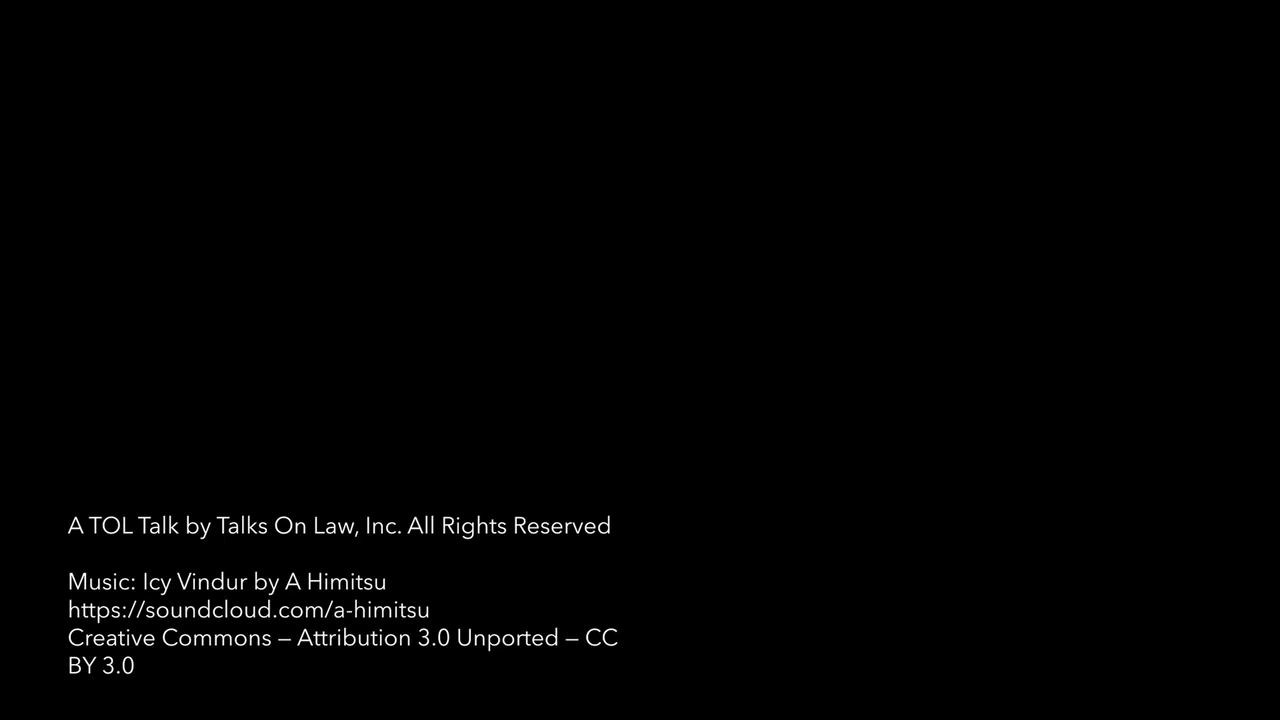 A TOL Talk by Talks On Law, Inc. All Rights Reserved
Music: Icy Vindur by A Himitsu
https://soundcloud.com/a-himitsu
Creative Commons – Attribution 3.0 Unported – CC
BY 3.0